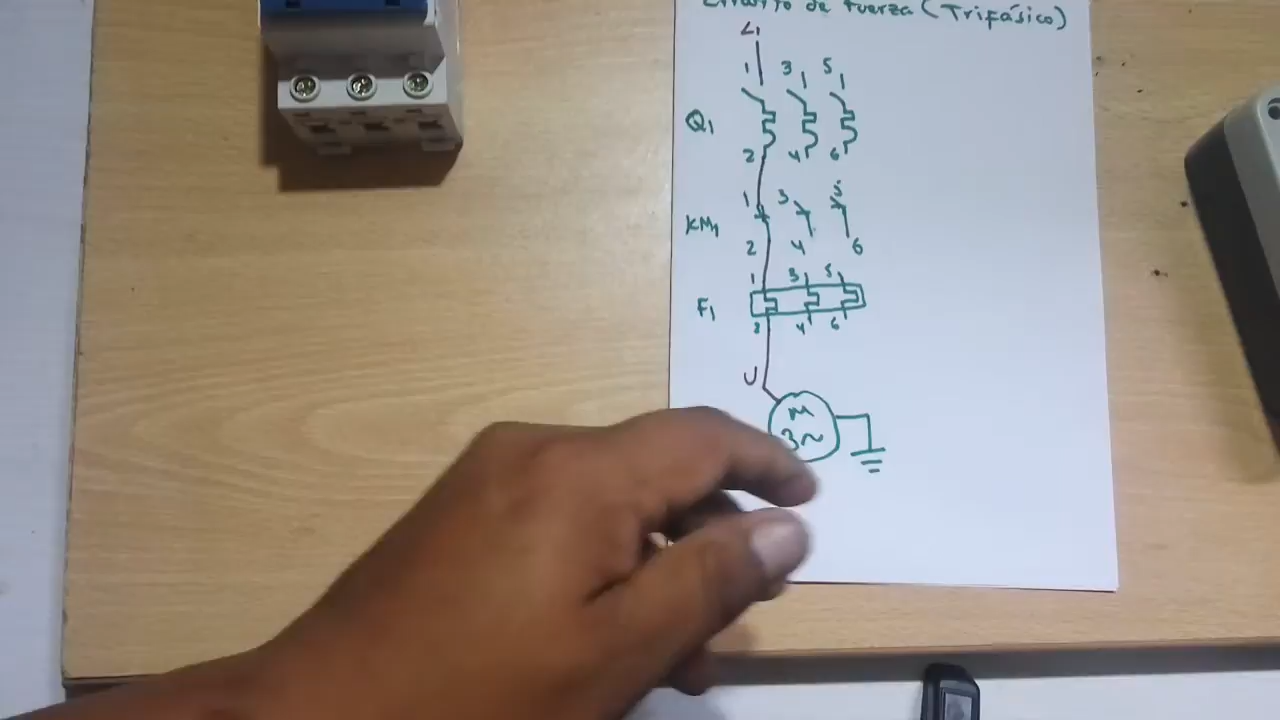 Circuito de fuerza (Trifásico)
L1
1 3 5
Q1
2 4 6
1 3 5
KM1
2 4 6
1 3 5
F1
2 4 6
U
M
3~